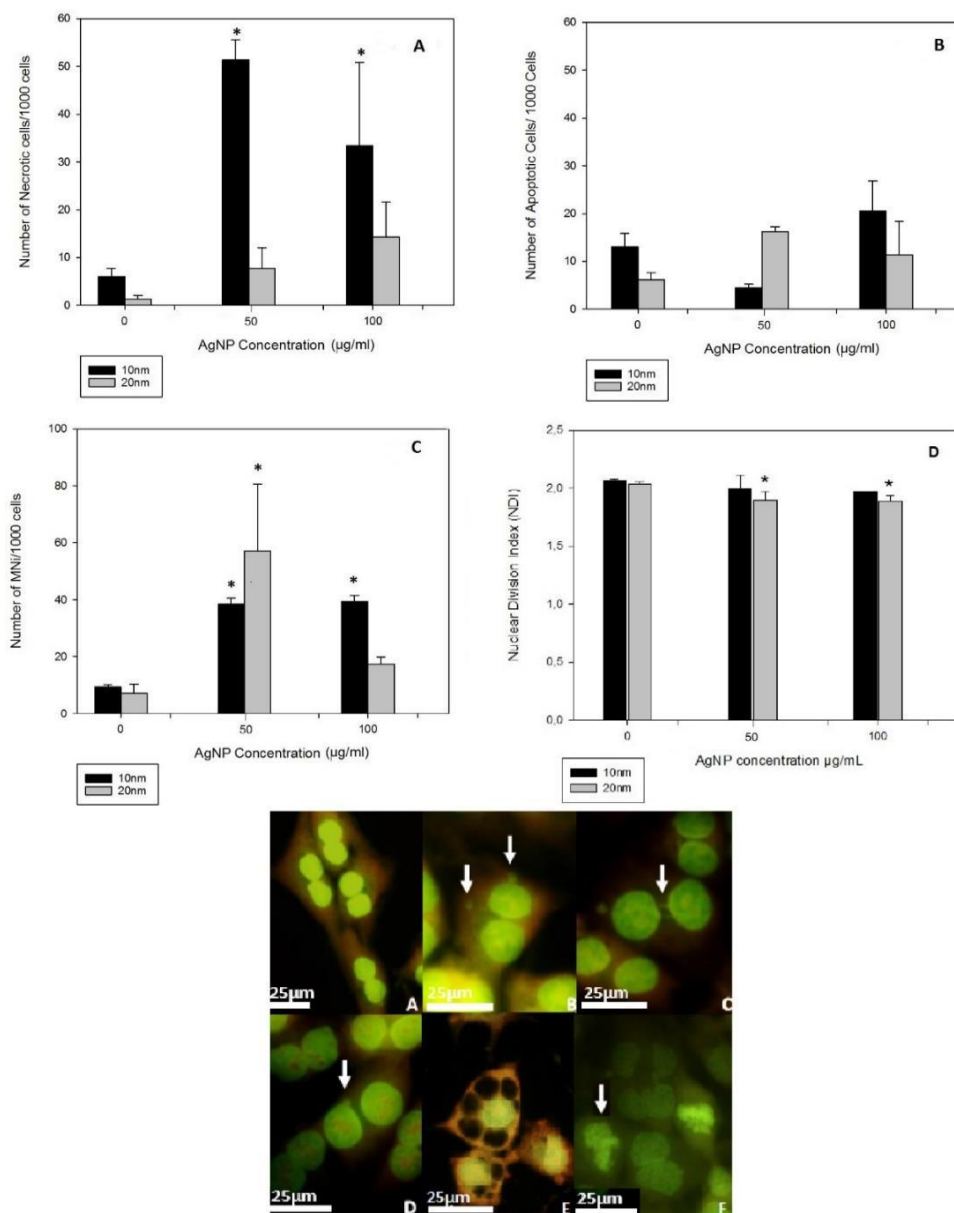 60
50
40
30
20
10
0
Number of Necrotic cells/1000 cells
A
*
*
0 50 100
AgNP Concentration (µg/ml)
10nm
20nm
60
50
40
30
20
10
0
Number of Apoptotic Cells/ 1000 Cells
B
0 50 100
AgNP Concentration (µg/ml)
10nm
20nm
100
80
60
40
20
0
Number of MNi/1000 cells
C
*
*
*
0 50 100
AgNP Concentration (µg/ml)
10nm
20nm
2,5
2,0
1,5
1,0
0,5
0,0
Nuclear Division Index (NDI)
D
*
*
0 50 100
AgNP concentration µg/mL
10nm
20nm
25µm A
25µm B
25µm C
25µm D
25µm E
25µm F